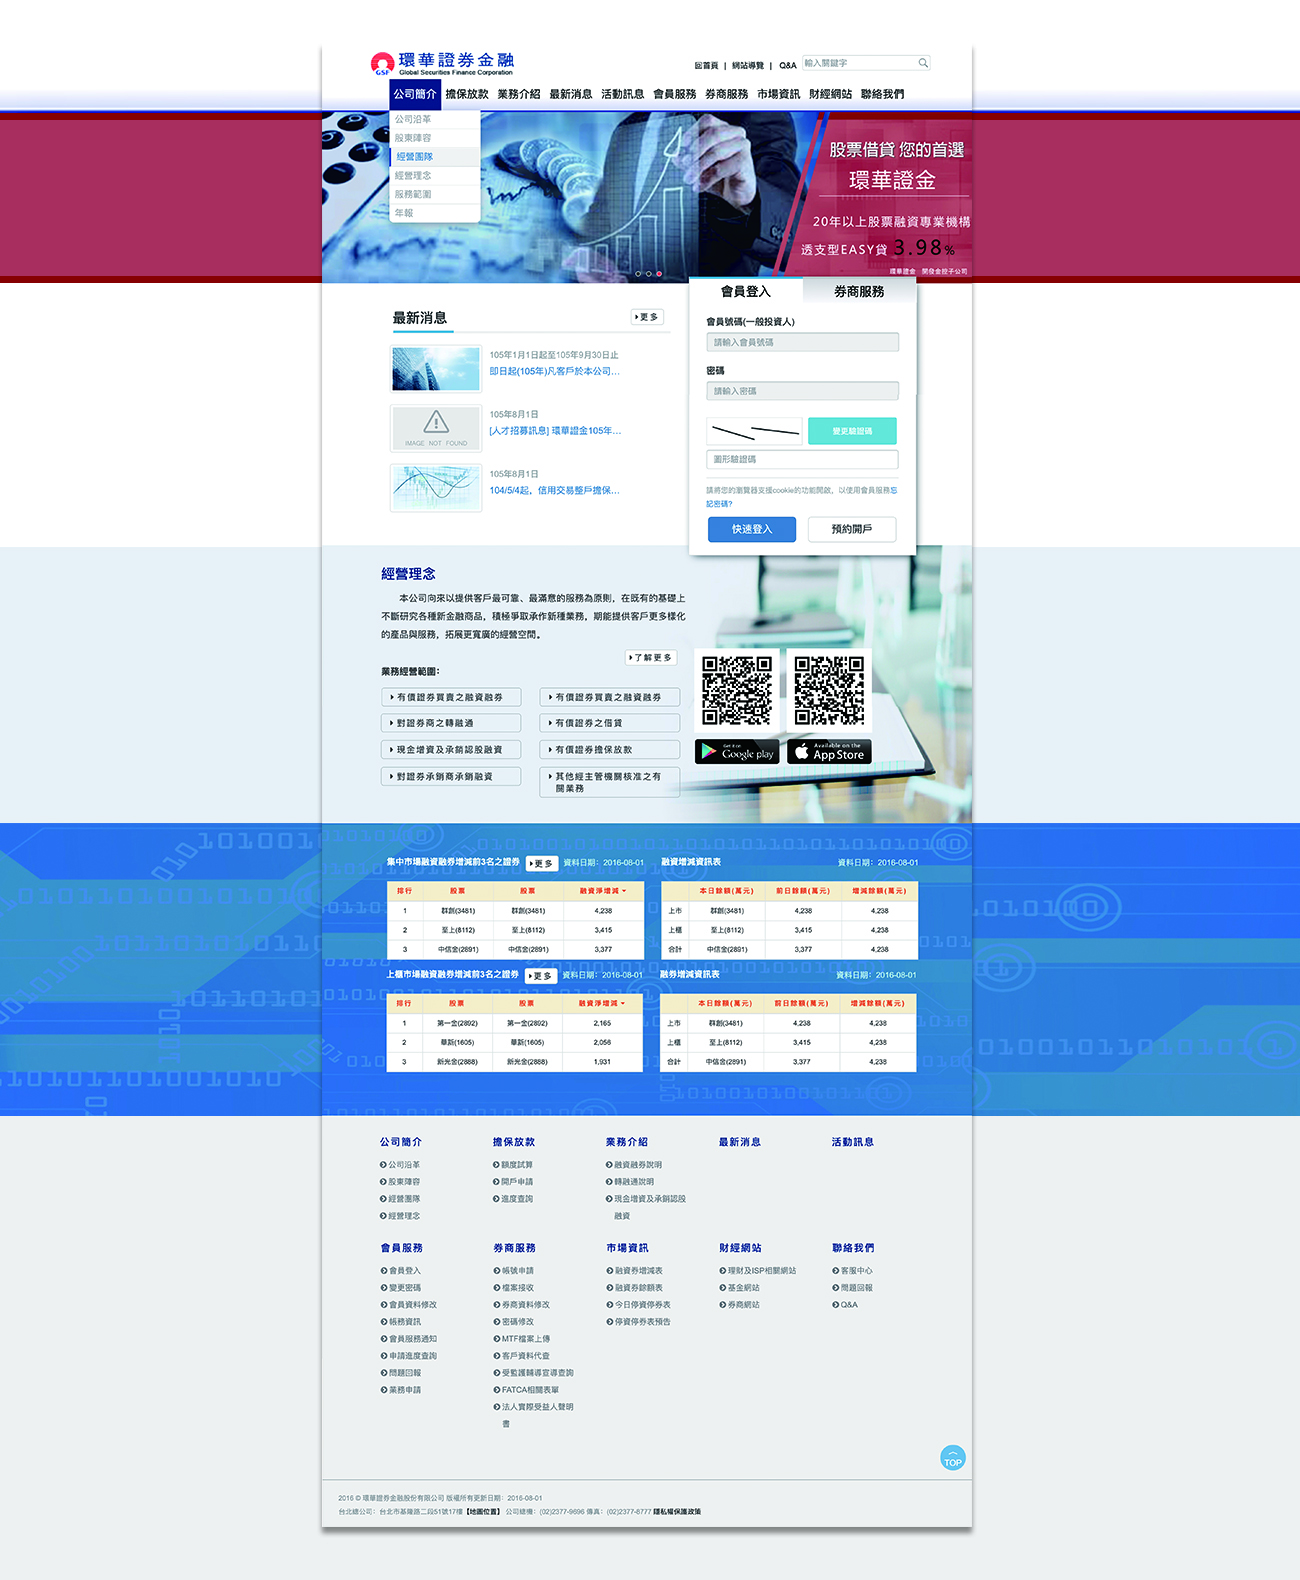 環華證券金融
GSF
Global Securities Finance Corporation
回首頁 | 網站導覽 | Q&A 輸入關鍵字
公司簡介 擔保放款 業務介紹 最新消息 活動訊息 會員服務 券商服務 市場資訊 財經網站 聯絡我們
公司沿革
股東陣容
經營團隊
經營理念
服務範圍
年報
股票借貸 您的首選
環華證金
20年以上股票融資專業機構
透支型EASY貸 3.98%
環華證金 開發金控子公司
最新消息
更多
105年1月1日起至105年9月30日止
即日起(105年)凡客戶於本公司...
IMAGE NOT FOUND
105年8月1日
[人才招募訊息] 環華證金105年...
105年8月1日
104/5/4起，信用交易整戶擔保...
會員登入 券商服務
會員號碼(一般投資人)
請輸入會員號碼
密碼
請輸入密碼
變更驗證碼
圖形驗證碼
請將您的瀏覽器支援cookie的功能開啟，以使用會員服務忘
記密碼?
快速登入 預約開戶
經營理念
本公司向來以提供客戶最可靠、最滿意的服務為原則，在既有的基礎上
不斷研究各種新金融商品，積極爭取承作新種業務，期能提供客戶更多樣化
的產品與服務，拓展更寬廣的經營空間。
了解更多
業務經營範圍：
有價證券買賣之融資融券 有價證券買賣之融資融券
對證券商之轉融通 有價證券之借貸
現金增資及承銷認股融資 有價證券擔保放款
對證券承銷商承銷融資 其他經主管機關核准之有
關業務
Get it on
Google play
Available on the
App Store
集中市場融資融券增減前3名之證券 更多 資料日期：2016-08-01
排行 股票 股票 融資淨增減
1 群創(3481) 群創(3481) 4,238
2 至上(8112) 至上(8112) 3,415
3 中信金(2891) 中信金(2891) 3,377
融資增減資訊表 資料日期：2016-08-01
本日餘額(萬元) 前日餘額(萬元) 增減餘額(萬元)
上市 群創(3481) 4,238 4,238
上櫃 至上(8112) 3,415 4,238
合計 中信金(2891) 3,377 4,238
上櫃市場融資融券增減前3名之證券 更多 資料日期：2016-08-01
排行 股票 股票 融資淨增減
1 第一金(2892) 第一金(2892) 2,165
2 華新(1605) 華新(1605) 2,056
3 新光金(2888) 新光金(2888) 1,931
融券增減資訊表 資料日期：2016-08-01
本日餘額(萬元) 前日餘額(萬元) 增減餘額(萬元)
上市 群創(3481) 4,238 4,238
上櫃 至上(8112) 3,415 4,238
合計 中信金(2891) 3,377 4,238
公司簡介
公司沿革
股東陣容
經營團隊
經營理念
擔保放款
額度試算
開戶申請
進度查詢
業務介紹
融資融券說明
轉融通說明
現金增資及承銷認股
融資
最新消息
活動訊息
會員服務
會員登入
變更密碼
會員資料修改
帳務資訊
會員服務通知
申請進度查詢
問題回報
業務申請
券商服務
帳號申請
檔案接收
券商資料修改
密碼修改
MTF檔案上傳
客戶資料代查
受監護輔導宣導查詢
FATCA相關表單
法人實際受益人聲明
書
市場資訊
融資券增減表
融資券餘額表
今日停資停券表
停資停券表預告
財經網站
理財及ISP相關網站
基金網站
券商網站
聯絡我們
客服中心
問題回報
Q&A
TOP
2016 © 環華證券金融股份有限公司 版權所有更新日期：2016-08-01
台北總公司：台北市基隆路二段51號17樓【地圖位置】 公司總機：(02)2377-9696 傳真：(02)2377-8777 隱私權保護政策